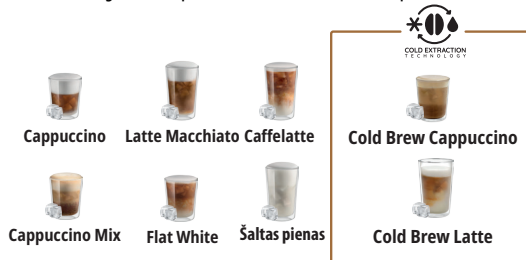 COLD EXTRACTION
TECHNOLOGY
Cappuccino
Latte Macchiato
Caffelatte
Cold Brew Cappuccino
Cappuccino Mix
Flat White
Šaltas pienas
Cold Brew Latte